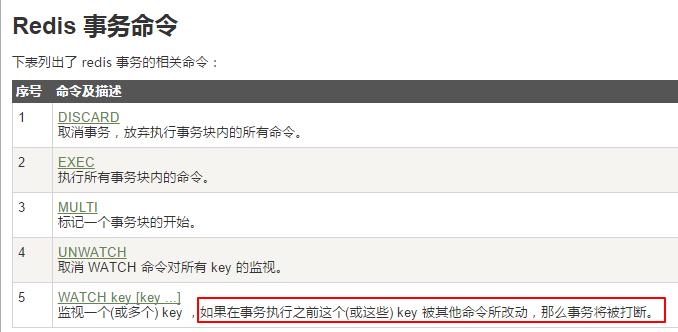 Redis 事务命令
下表列出了 redis 事务的相关命令：
序号 命令及描述
1 DISCARD
取消事务，放弃执行事务块内的所有命令。
2 EXEC
执行所有事务块内的命令。
3 MULTI
标记一个事务块的开始。
4 UNWATCH
取消 WATCH 命令对所有 key 的监视。
5 WATCH key [key ...]
监视一个(或多个) key ，如果在事务执行之前这个(或这些) key 被其他命令所改动，那么事务将被打断。